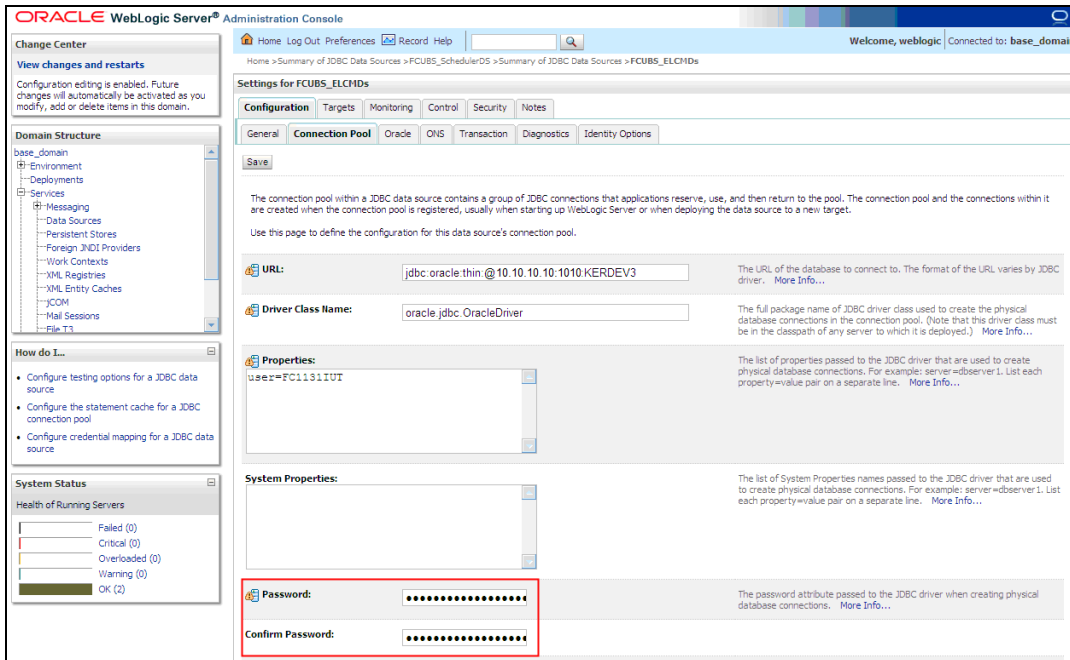 ORACLE WebLogic Server® Administration Console
Change Center
View changes and restarts
Configuration editing is enabled. Future
changes will automatically be activated as you
modify, add or delete items in this domain.
Domain Structure
base_domain
Environment
Deployments
Services
Messaging
Data Sources
Persistent Stores
Foreign JNDI Providers
Work Contexts
XML Registries
XML Entity Caches
jCOM
Mail Sessions
File T3
How do I...
• Configure testing options for a JDBC data
source
• Configure the statement cache for a JDBC
connection pool
• Configure credential mapping for a JDBC data
source
System Status
Health of Running Servers
Failed (0)
Critical (0)
Overloaded (0)
Warning (0)
OK (2)
Home Log Out Preferences Record Help
Welcome, weblogic Connected to: base_domai
Home >Summary of JDBC Data Sources >FCUBS_SchedulerDS >Summary of JDBC Data Sources >FCUBS_ELCMDs
Settings for FCUBS_ELCMDs
Configuration Targets Monitoring Control Security Notes
General Connection Pool Oracle ONS Transaction Diagnostics Identity Options
Save
The connection pool within a JDBC data source contains a group of JDBC connections that applications reserve, use, and then return to the pool. The connection pool and the connections within it
are created when the connection pool is registered, usually when starting up WebLogic Server or when deploying the data source to a new target.
Use this page to define the configuration for this data source's connection pool.
URL:
jdbc:oracle:thin:@10.10.10.10:1010:KERDEV3
The URL of the database to connect to. The format of the URL varies by JDBC
driver. More Info...
Driver Class Name:
oracle.jdbc.OracleDriver
The full package name of JDBC driver class used to create the physical
database connections in the connection pool. (Note that this driver class must
be in the classpath of any server to which it is deployed.) More Info...
Properties:
user=FC1131IUT
The list of properties passed to the JDBC driver that are used to create
physical database connections. For example: server=dbserver1. List each
property=value pair on a separate line. More Info...
System Properties:
The list of System Properties names passed to the JDBC driver that are used
to create physical database connections. For example: server=dbserver1. List
each property=value pair on a separate line. More Info...
Password:
••••••••••••••••••
The password attribute passed to the JDBC driver when creating physical
database connections. More Info...
Confirm Password:
••••••••••••••••••